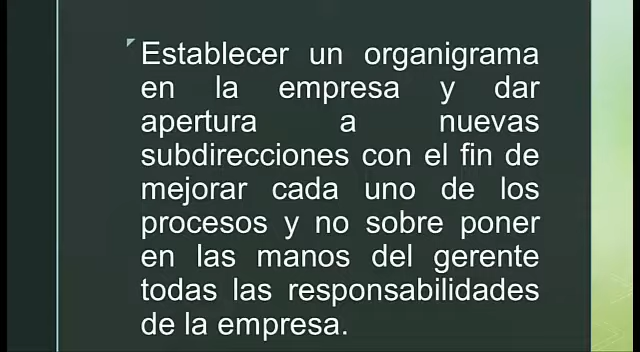 Establecer un organigrama
en la empresa y dar
apertura a nuevas
subdirecciones con el fin de
mejorar cada uno de los
procesos y no sobre poner
en las manos del gerente
todas las responsabilidades
de la empresa.